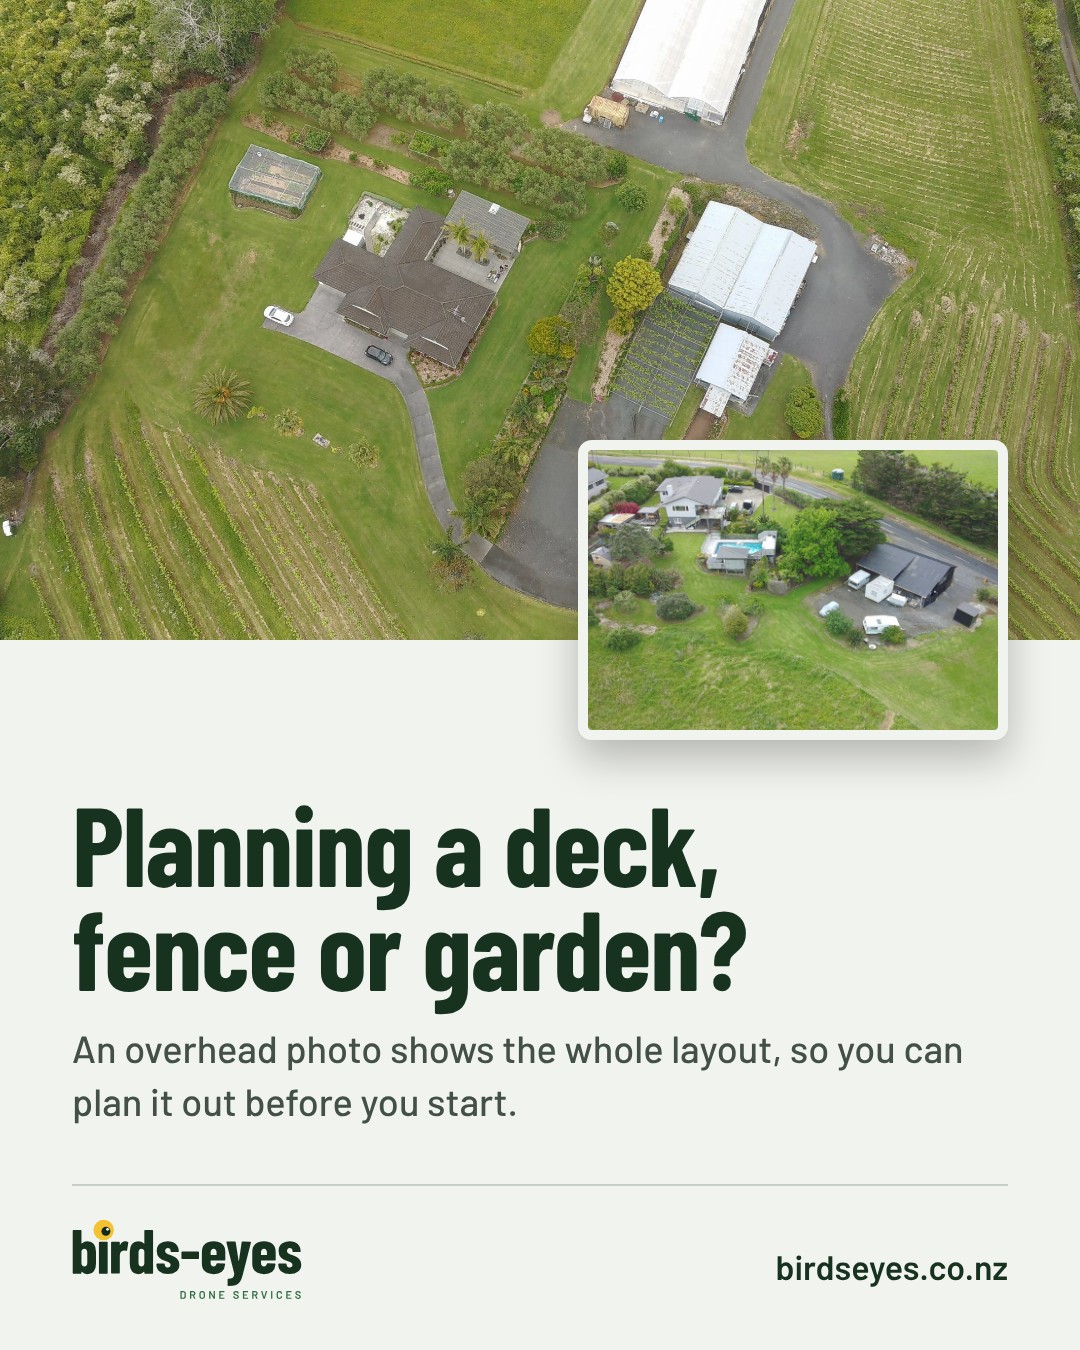 Planning a deck,
fence or garden?
An overhead photo shows the whole layout, so you can
plan it out before you start.
birds-eyes
DRONE SERVICES
birdseyes.co.nz